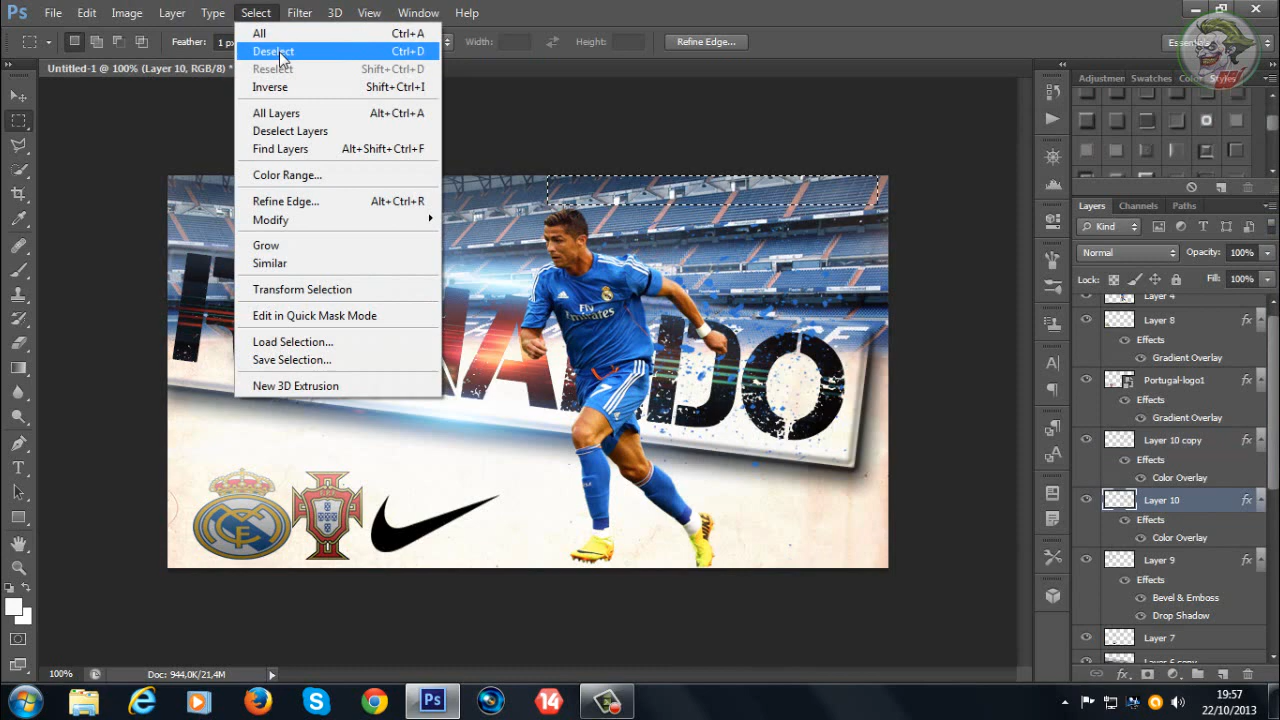 Ps File Edit Image Layer Type Select Filter 3D View Window Help
Feather: 1 px Width: Height: Refine Edge...
Untitled-1 @ 100% (Layer 10, RGB/8) *
All Ctrl+A
Deselect Ctrl+D
Reselect Shift+Ctrl+D
Inverse Shift+Ctrl+I
All Layers Alt+Ctrl+A
Deselect Layers
Find Layers Alt+Shift+Ctrl+F
Color Range...
Refine Edge... Alt+Ctrl+R
Modify
Grow
Similar
Transform Selection
Edit in Quick Mask Mode
Load Selection...
Save Selection...
New 3D Extrusion
Fly
Emirates
Adjustmen Swatches Styles
Layers Channels Paths
Kind
Normal Opacity: 100%
Lock: Fill: 100%
Layer 4
Layer 8 fx
Effects
Gradient Overlay
Portugal-logo1 fx
Effects
Gradient Overlay
Layer 10 copy fx
Effects
Color Overlay
Layer 10 fx
Effects
Color Overlay
Layer 9 fx
Effects
Bevel & Emboss
Drop Shadow
Layer 7
Layer 6 copy
100% Doc: 944,0K/21,4M
Ps
14
19:57
22/10/2013